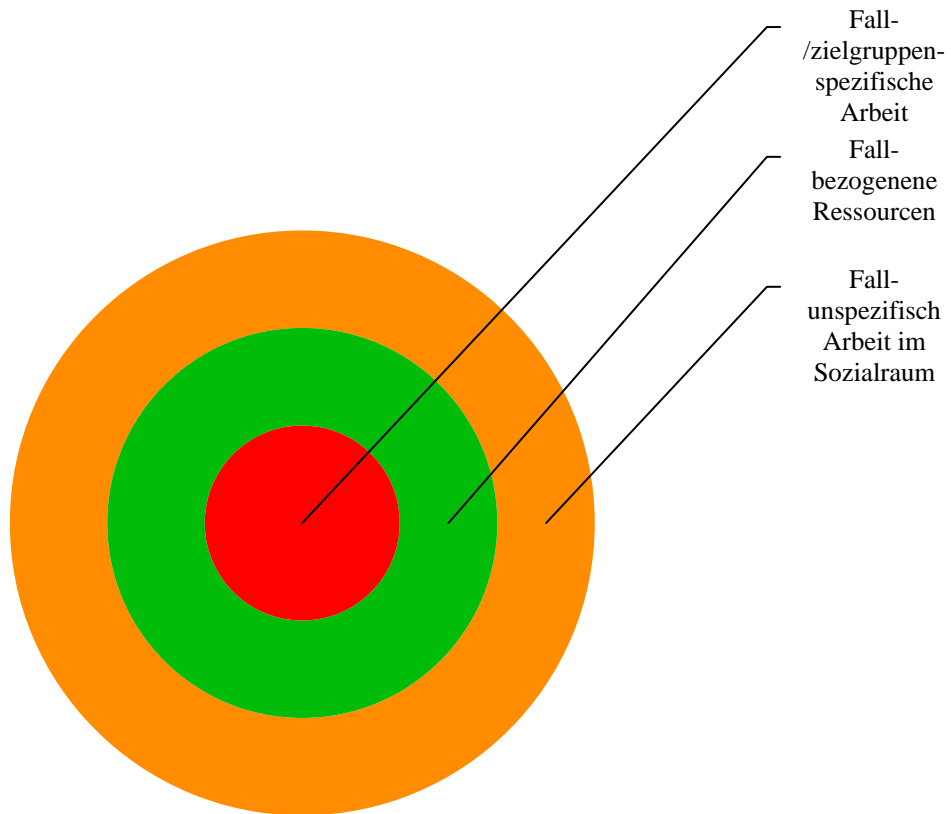 Fall-
/zielgruppen-
spezifische
Arbeit
Fall-
bezogenene
Ressourcen
Fall-
unspezifisch
Arbeit im
Sozialraum